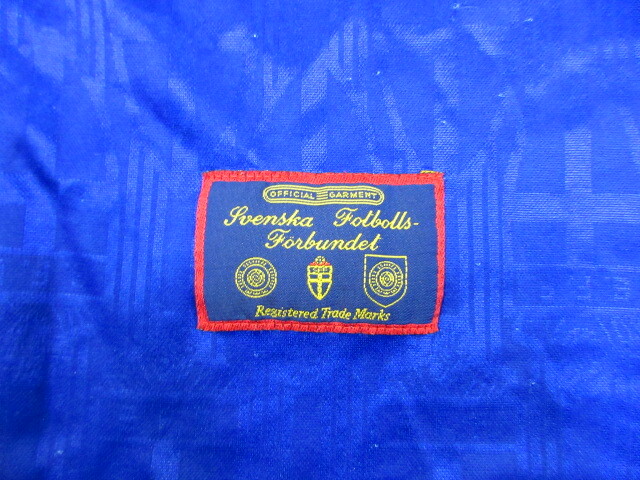 OFFICIAL GARMENT
Svenska Fotbolls-
Förbundet
Registered Trade Marks